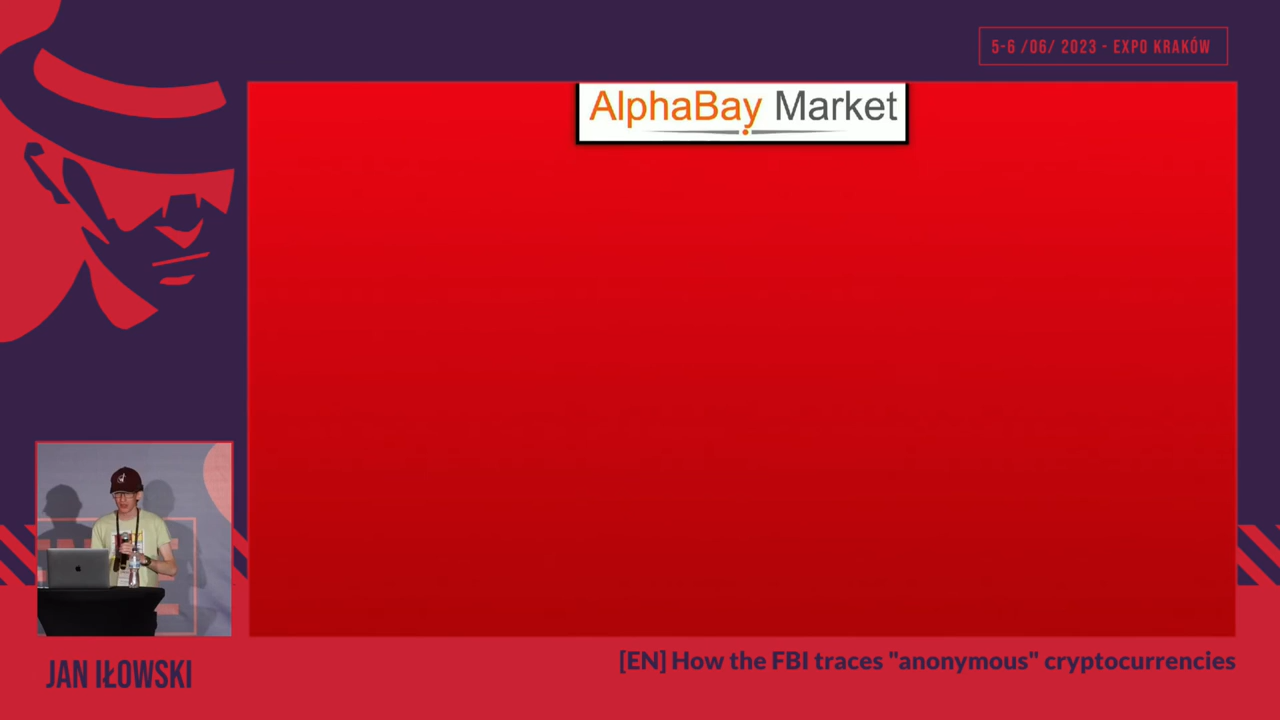 5-6 /06/ 2023 - EXPO KRAKÓW
AlphaBay Market
JAN IŁOWSKI
[EN] How the FBI traces "anonymous" cryptocurrencies